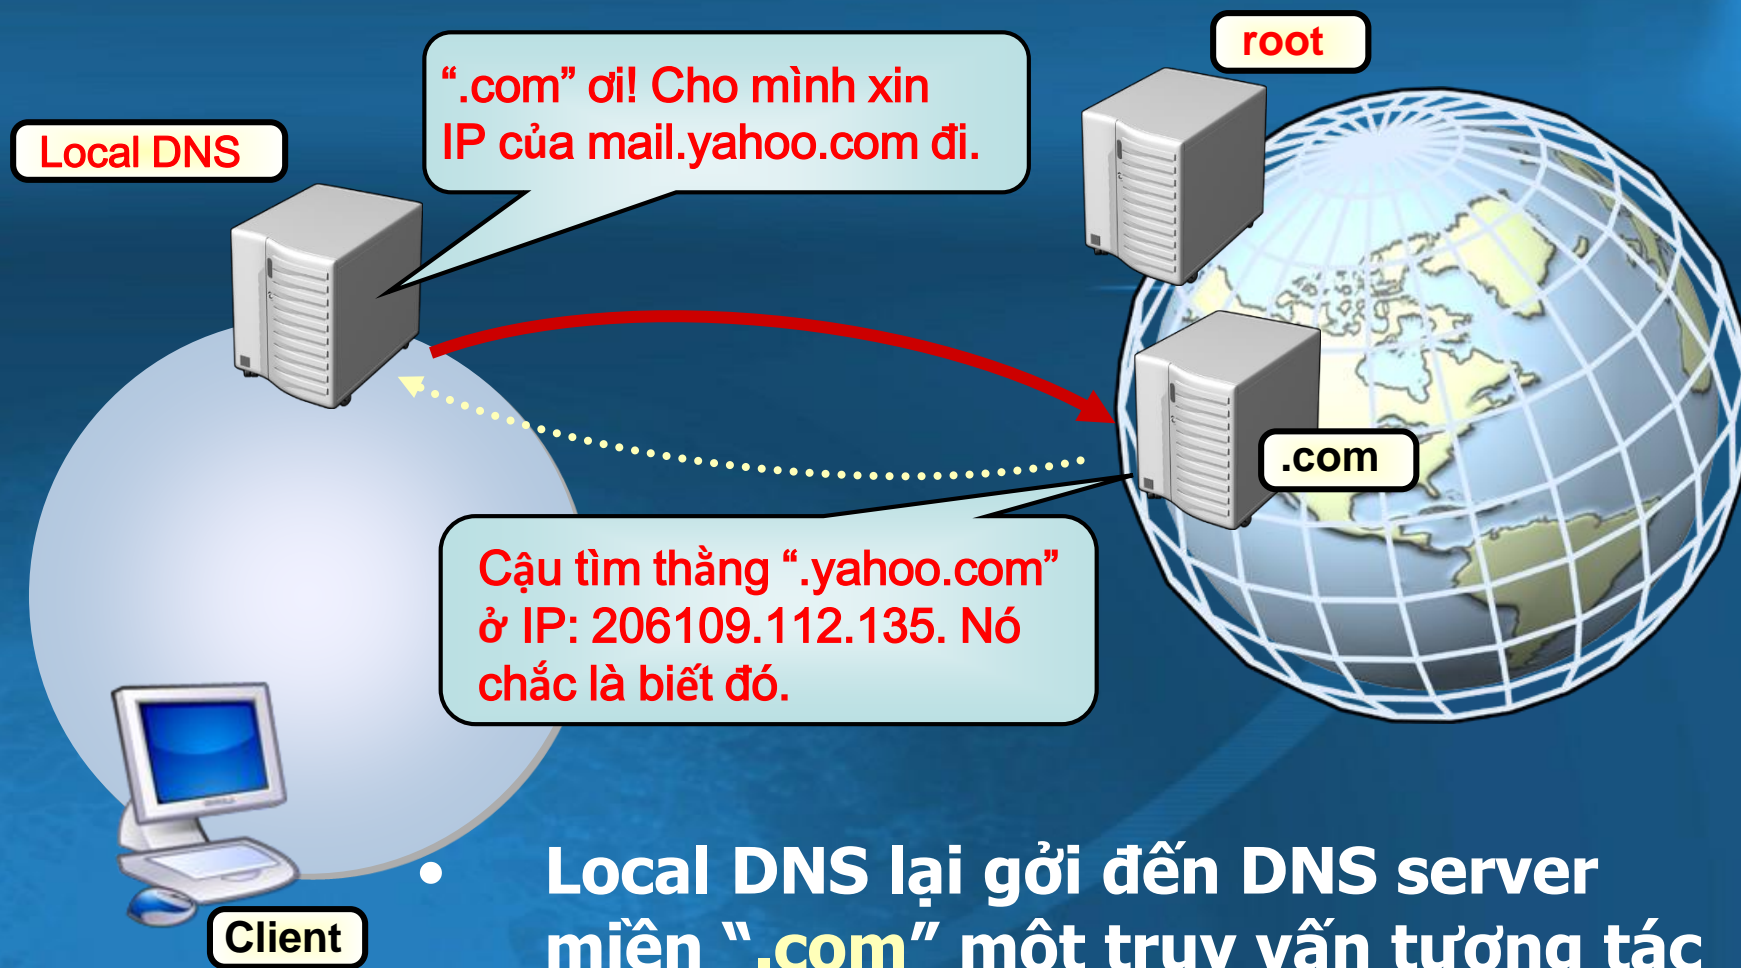 root
“.com” ơi! Cho mình xin
IP của mail.yahoo.com đi.
Local DNS
.com
Cậu tìm thằng “.yahoo.com”
ở IP: 206109.112.135. Nó
chắc là biết đó.
Client
• Local DNS lại gởi đến DNS server
miền “.com” một truy vấn tương tác